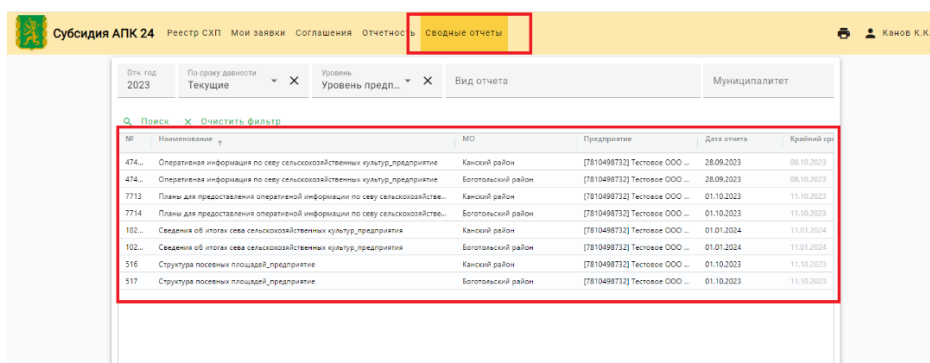 Субсидия АПК 24 Реестр СХП Мои заявки Соглашения Отчетность Сводные отчеты Канов К.К
Отч. год По сроку давности Уровень
2023 Текущие Уровень предп... Вид отчета Муниципалитет
Поиск Очистить фильтр
№ Наименование МО Предприятие Дата отчета Крайний сро
474... Оперативная информация по севу сельскохозяйственных культур_предприятие Канский район [7810498732] Тестовое ООО ... 28.09.2023 08.10.2023
474... Оперативная информация по севу сельскохозяйственных культур_предприятие Боготольский район [7810498732] Тестовое ООО ... 28.09.2023 08.10.2023
7713 Планы для предоставления оперативной информации по севу сельскохозяйстве... Канский район [7810498732] Тестовое ООО ... 01.10.2023 11.10.2023
7714 Планы для предоставления оперативной информации по севу сельскохозяйстве... Боготольский район [7810498732] Тестовое ООО ... 01.10.2023 11.10.2023
102... Сведения об итогах сева сельскохозяйственных культур_предприятия Канский район [7810498732] Тестовое ООО ... 01.01.2024 11.01.2024
102... Сведения об итогах сева сельскохозяйственных культур_предприятия Боготольский район [7810498732] Тестовое ООО ... 01.01.2024 11.01.2024
516 Структура посевных площадей_предприятие Канский район [7810498732] Тестовое ООО ... 01.10.2023 11.10.2023
517 Структура посевных площадей_предприятие Боготольский район [7810498732] Тестовое ООО ... 01.10.2023 11.10.2023